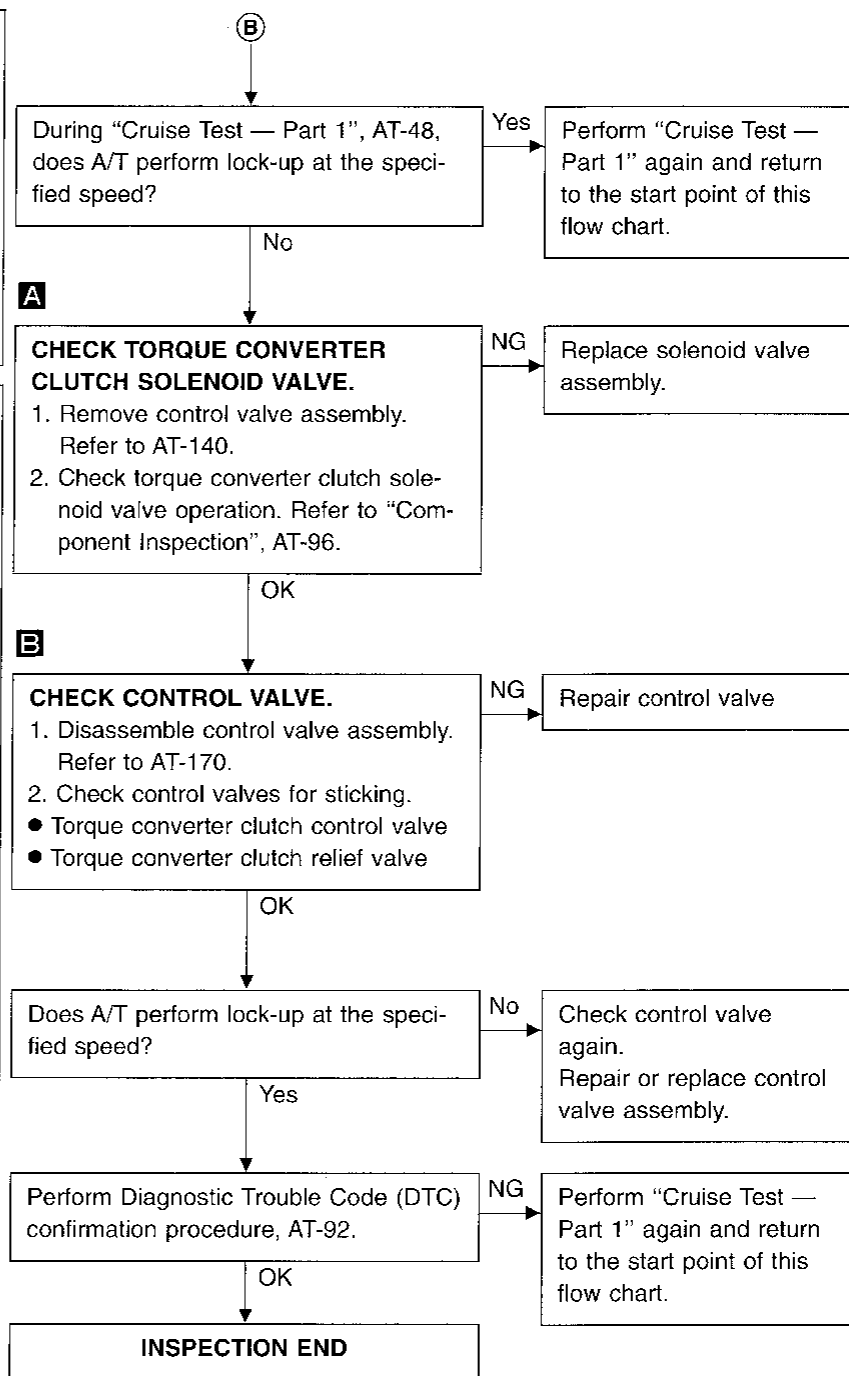 B
During “Cruise Test — Part 1”, AT-48,
does A/T perform lock-up at the speci-
fied speed?
Yes
Perform “Cruise Test —
Part 1” again and return
to the start point of this
flow chart.
No
A
CHECK TORQUE CONVERTER
CLUTCH SOLENOID VALVE.
1. Remove control valve assembly.
Refer to AT-140.
2. Check torque converter clutch sole-
noid valve operation. Refer to “Com-
ponent Inspection”, AT-96.
NG
Replace solenoid valve
assembly.
OK
B
CHECK CONTROL VALVE.
1. Disassemble control valve assembly.
Refer to AT-170.
2. Check control valves for sticking.
● Torque converter clutch control valve
● Torque converter clutch relief valve
NG
Repair control valve
OK
Does A/T perform lock-up at the speci-
fied speed?
No
Check control valve
again.
Repair or replace control
valve assembly.
Yes
Perform Diagnostic Trouble Code (DTC)
confirmation procedure, AT-92.
NG
Perform “Cruise Test —
Part 1” again and return
to the start point of this
flow chart.
OK
INSPECTION END